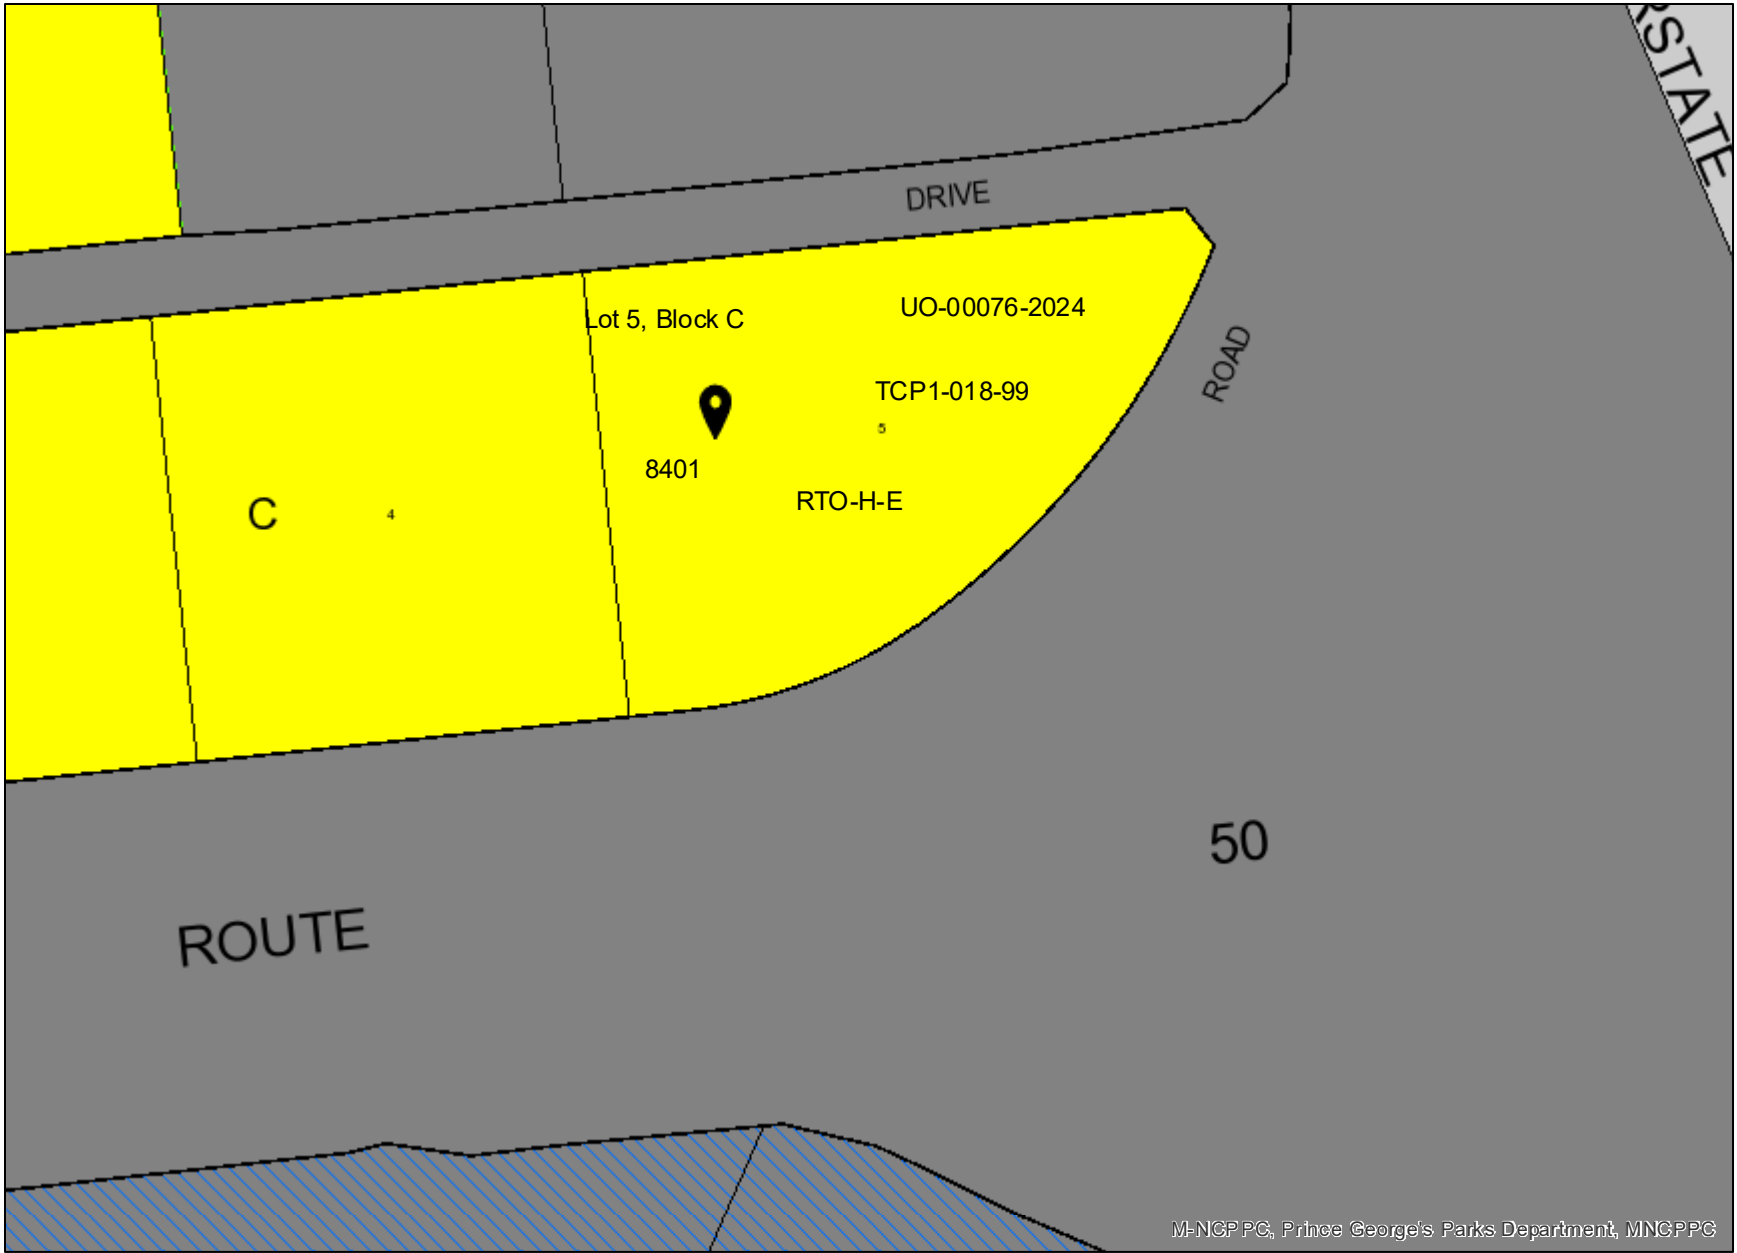 RSTATE
DRIVE
Lot 5, Block C
UO-00076-2024
ROAD
TCP1-018-99
5
8401
RTO-H-E
C
4
50
ROUTE
M-NCPPC, Prince George's Parks Department, MNCPPC